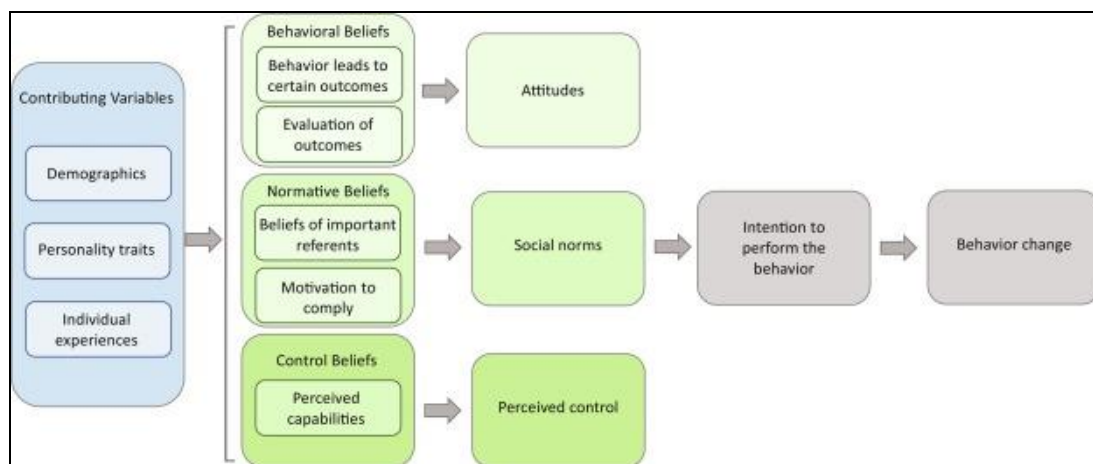 Contributing Variables
Demographics
Personality traits
Individual
experiences
Behavioral Beliefs
Behavior leads to
certain outcomes
Evaluation of
outcomes
Attitudes
Normative Beliefs
Beliefs of important
referents
Motivation to
comply
Social norms
Intention to
perform the
behavior
Behavior change
Control Beliefs
Perceived
capabilities
Perceived control